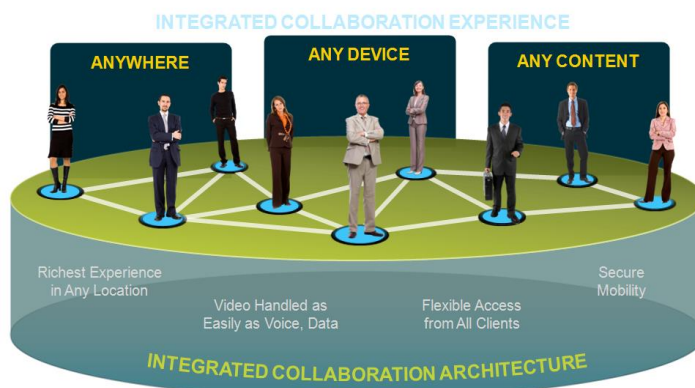 INTEGRATED COLLABORATION EXPERIENCE
ANYWHERE
ANY DEVICE
ANY CONTENT
Richest Experience
in Any Location
Video Handled as
Easily as Voice, Data
Flexible Access
from All Clients
Secure
Mobility
INTEGRATED COLLABORATION ARCHITECTURE